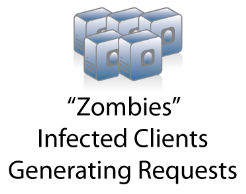 “Zombies”
Infected Clients
Generating Requests